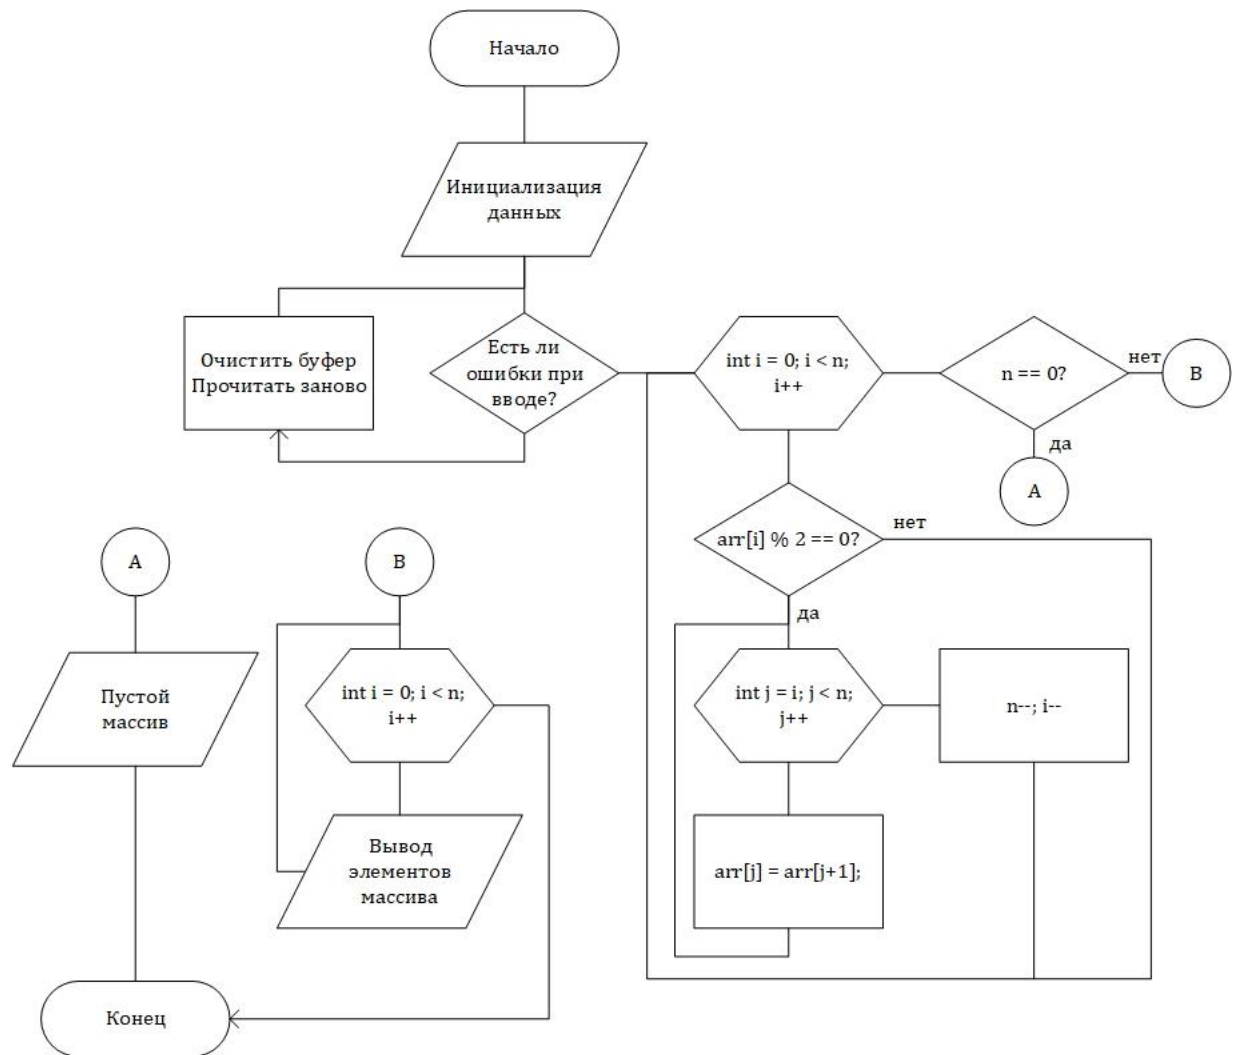 Начало
Инициализация
данных
Очистить буфер
Прочитать заново
Есть ли
ошибки при
вводе?
int i = 0; i < n;
i++
n == 0?
нет
B
да
A
arr[i] % 2 == 0?
нет
да
int j = i; j < n;
j++
n--; i--
arr[j] = arr[j+1];
A
Пустой
массив
B
int i = 0; i < n;
i++
Вывод
элементов
массива
Конец